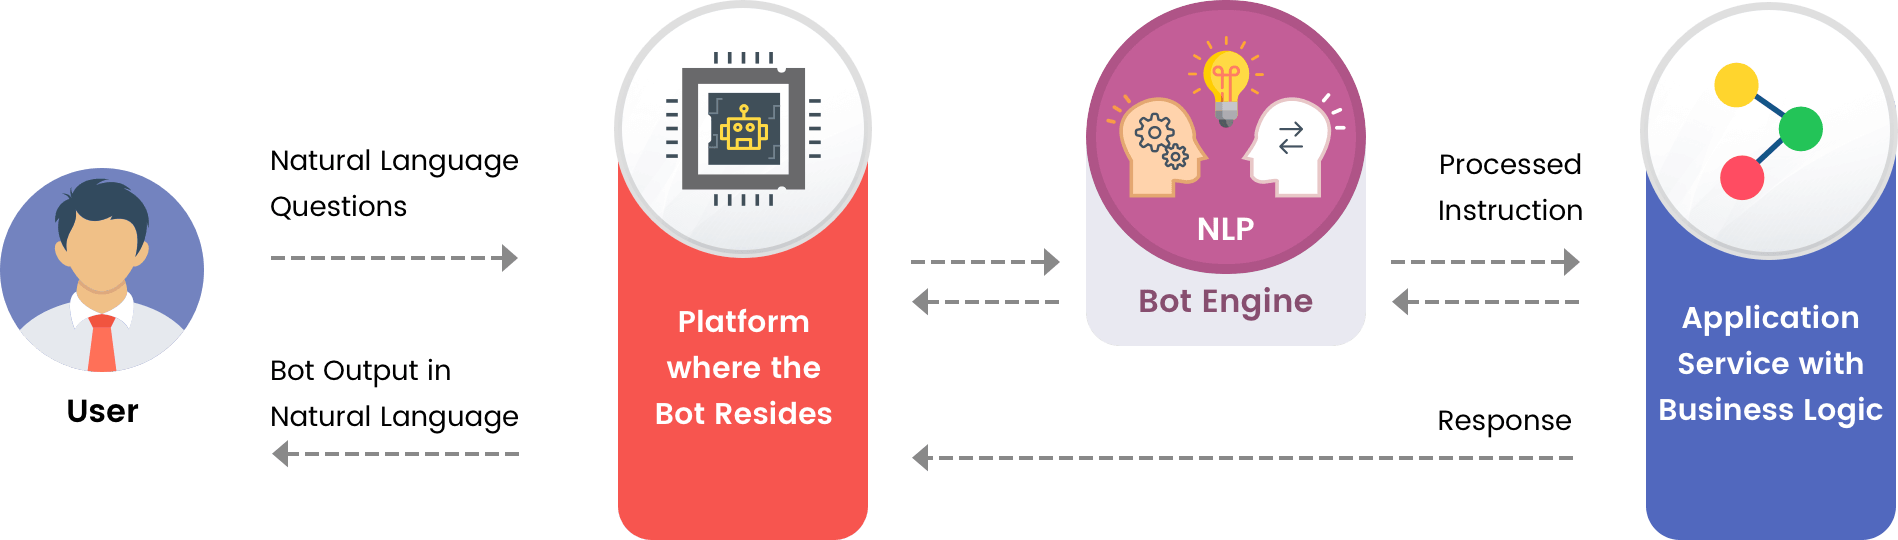 Natural Language
Questions
Bot Output in
Natural Language
User
Platform
where the
Bot Resides
NLP
Bot Engine
Processed
Instruction
Response
Application
Service with
Business Logic